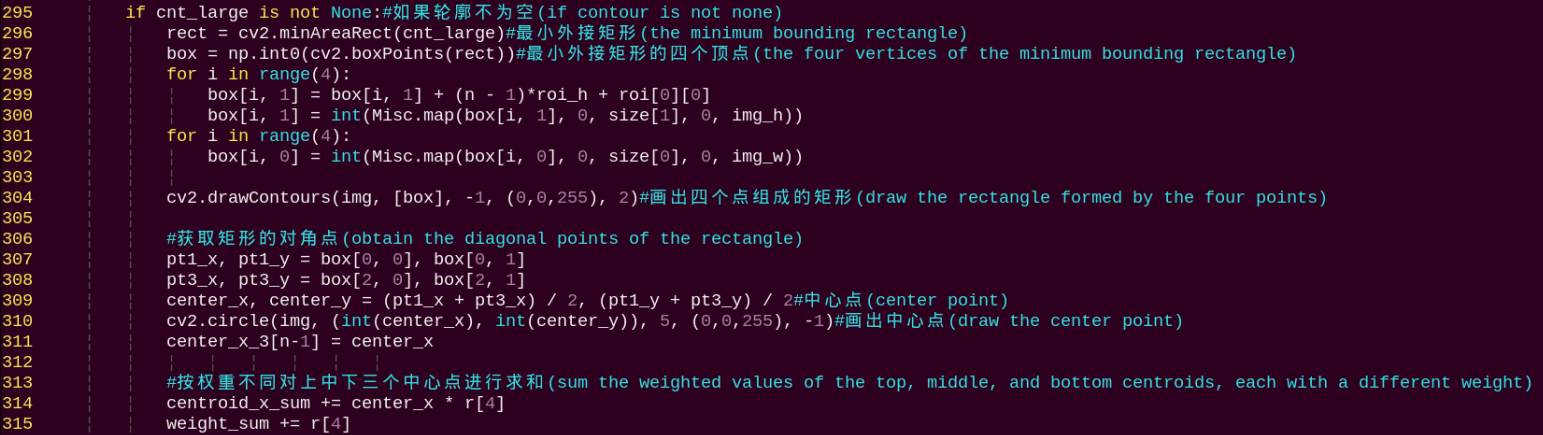 295         if cnt_large is not None:#如果轮廓不为空(if contour is not none)
296             rect = cv2.minAreaRect(cnt_large)#最小外接矩形(the minimum bounding rectangle)
297             box = np.int0(cv2.boxPoints(rect))#最小外接矩形的四个顶点(the four vertices of the minimum bounding rectangle)
298             for i in range(4):
299                 box[i, 1] = box[i, 1] + (n - 1)*roi_h + roi[0][0]
300                 box[i, 1] = int(Misc.map(box[i, 1], 0, size[1], 0, img_h))
301             for i in range(4):
302                 box[i, 0] = int(Misc.map(box[i, 0], 0, size[0], 0, img_w))
303
304             cv2.drawContours(img, [box], -1, (0,0,255), 2)#画出四个点组成的矩形(draw the rectangle formed by the four points)
305
306             #获取矩形的对角点(obtain the diagonal points of the rectangle)
307             pt1_x, pt1_y = box[0, 0], box[0, 1]
308             pt3_x, pt3_y = box[2, 0], box[2, 1]
309             center_x, center_y = (pt1_x + pt3_x) / 2, (pt1_y + pt3_y) / 2#中心点(center point)
310             cv2.circle(img, (int(center_x), int(center_y)), 5, (0,0,255), -1)#画出中心点(draw the center point)
311             center_x_3[n-1] = center_x
312
313             #按权重不同对上中下三个中心点进行求和(sum the weighted values of the top, middle, and bottom centroids, each with a different weight)
314             centroid_x_sum += center_x * r[4]
315             weight_sum += r[4]